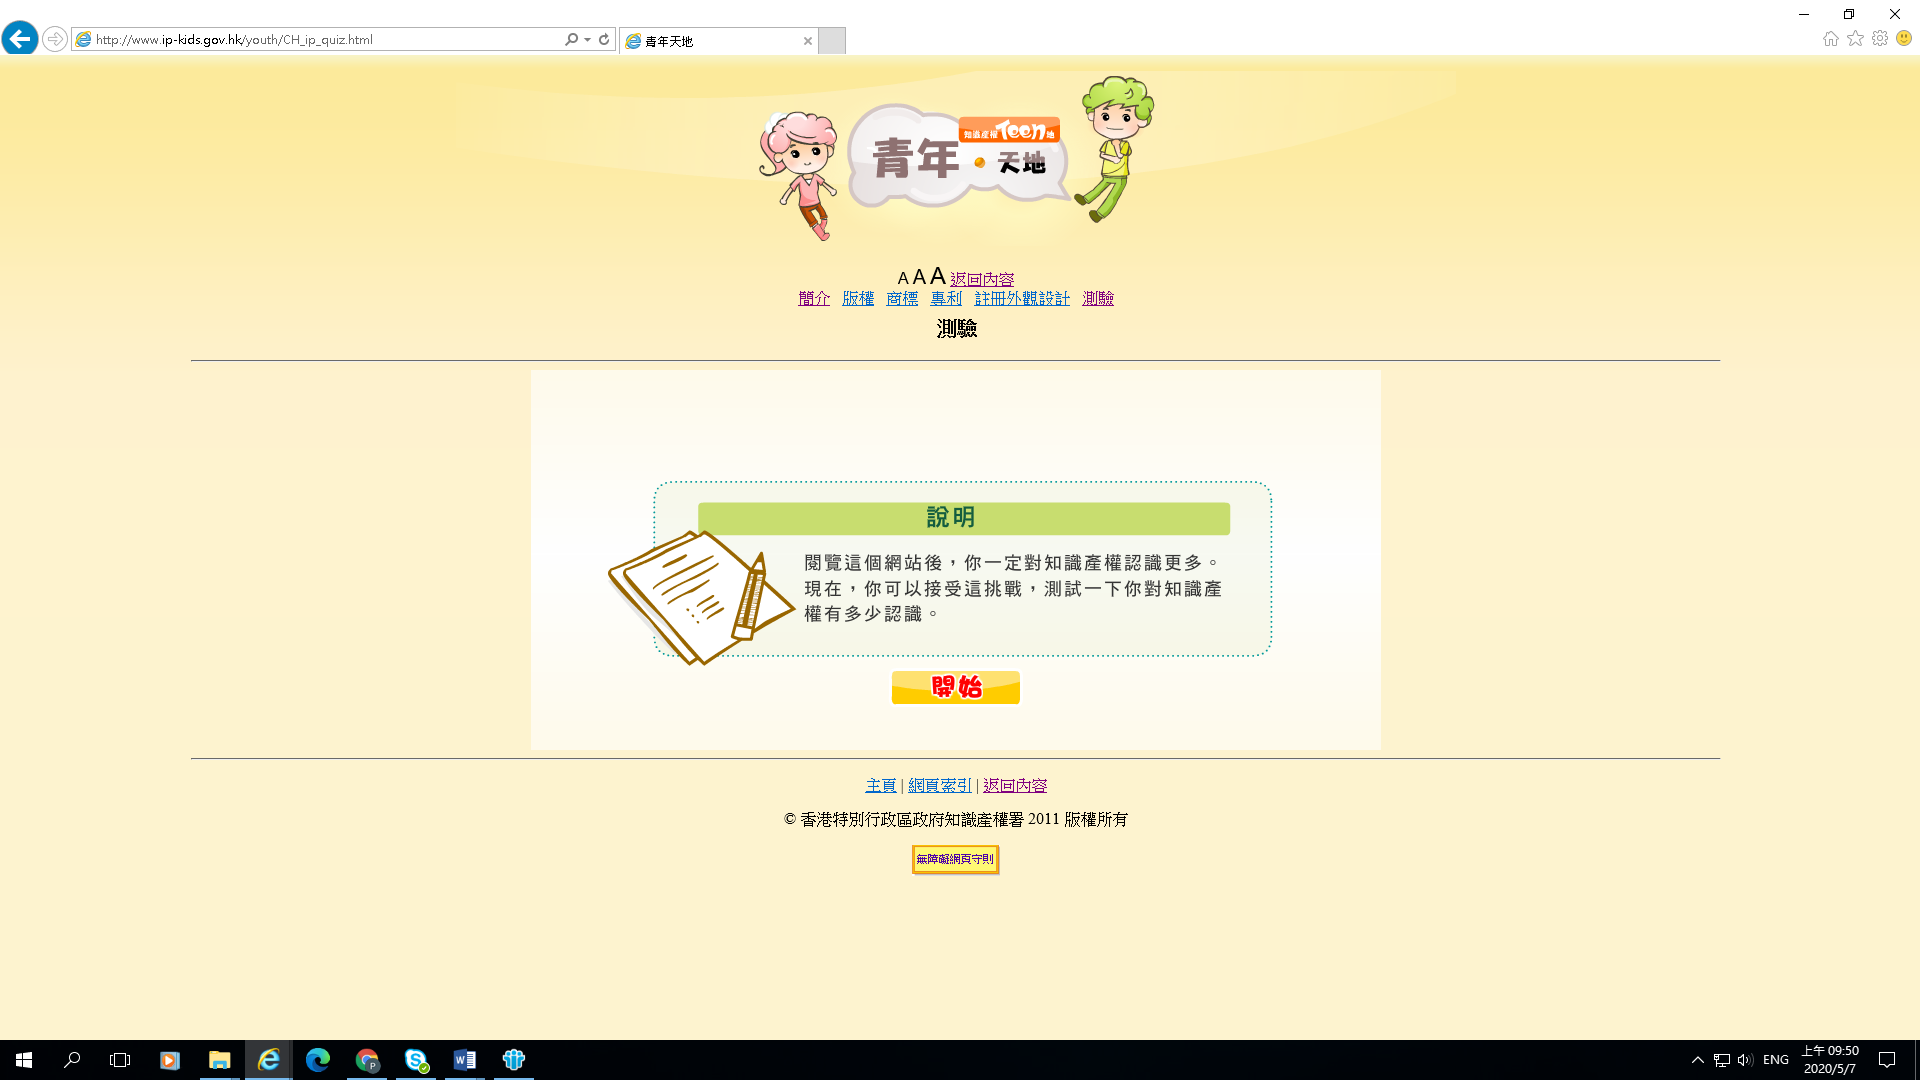 http://www.ip-kids.gov.hk/youth/CH_ip_quiz.html
青年天地
知識產權Teen地
青年·天地
A A A 返回內容
簡介 版權 商標 專利 註冊外觀設計 測驗
測驗
說明
閱覽這個網站後，你一定對知識產權認識更多。
現在，你可以接受這挑戰，測試一下你對知識產
權有多少認識。
開始
主頁 | 網頁索引 | 返回內容
© 香港特別行政區政府知識產權署 2011 版權所有
無障礙網頁守則
ENG
上午 09:50
2020/5/7